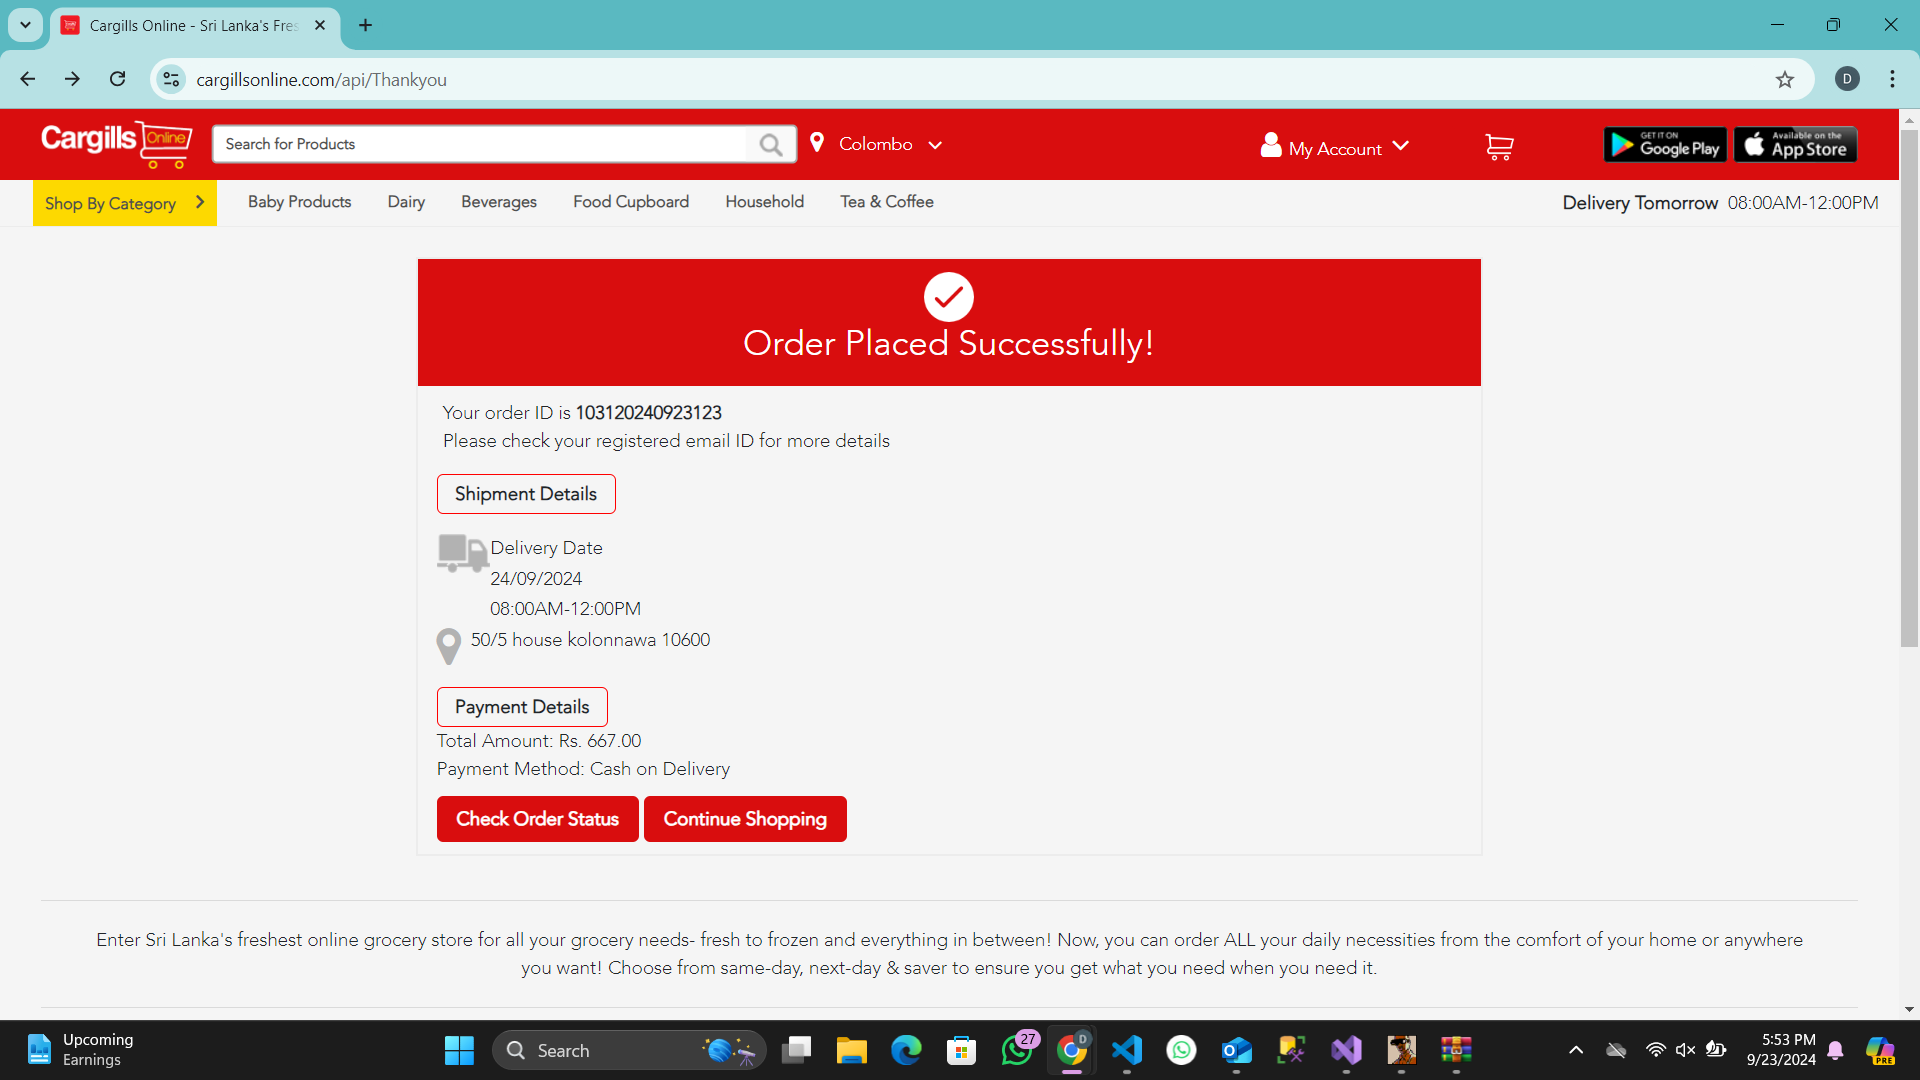 Cargills Online - Sri Lanka's Fres
cargillsonline.com/api/Thankyou
D
Cargills Online
Search for Products
Colombo
My Account
GET IT ON
Google Play
Available on the
App Store
Shop By Category
Baby Products
Dairy
Beverages
Food Cupboard
Household
Tea & Coffee
Delivery Tomorrow 08:00AM-12:00PM
Order Placed Successfully!
Your order ID is 103120240923123
Please check your registered email ID for more details
Shipment Details
Delivery Date
24/09/2024
08:00AM-12:00PM
50/5 house kolonnawa 10600
Payment Details
Total Amount: Rs. 667.00
Payment Method: Cash on Delivery
Check Order Status
Continue Shopping
Enter Sri Lanka's freshest online grocery store for all your grocery needs- fresh to frozen and everything in between! Now, you can order ALL your daily necessities from the comfort of your home or anywhere
you want! Choose from same-day, next-day & saver to ensure you get what you need when you need it.
Upcoming
Earnings
Search
27
D
5:53 PM
9/23/2024
PRE